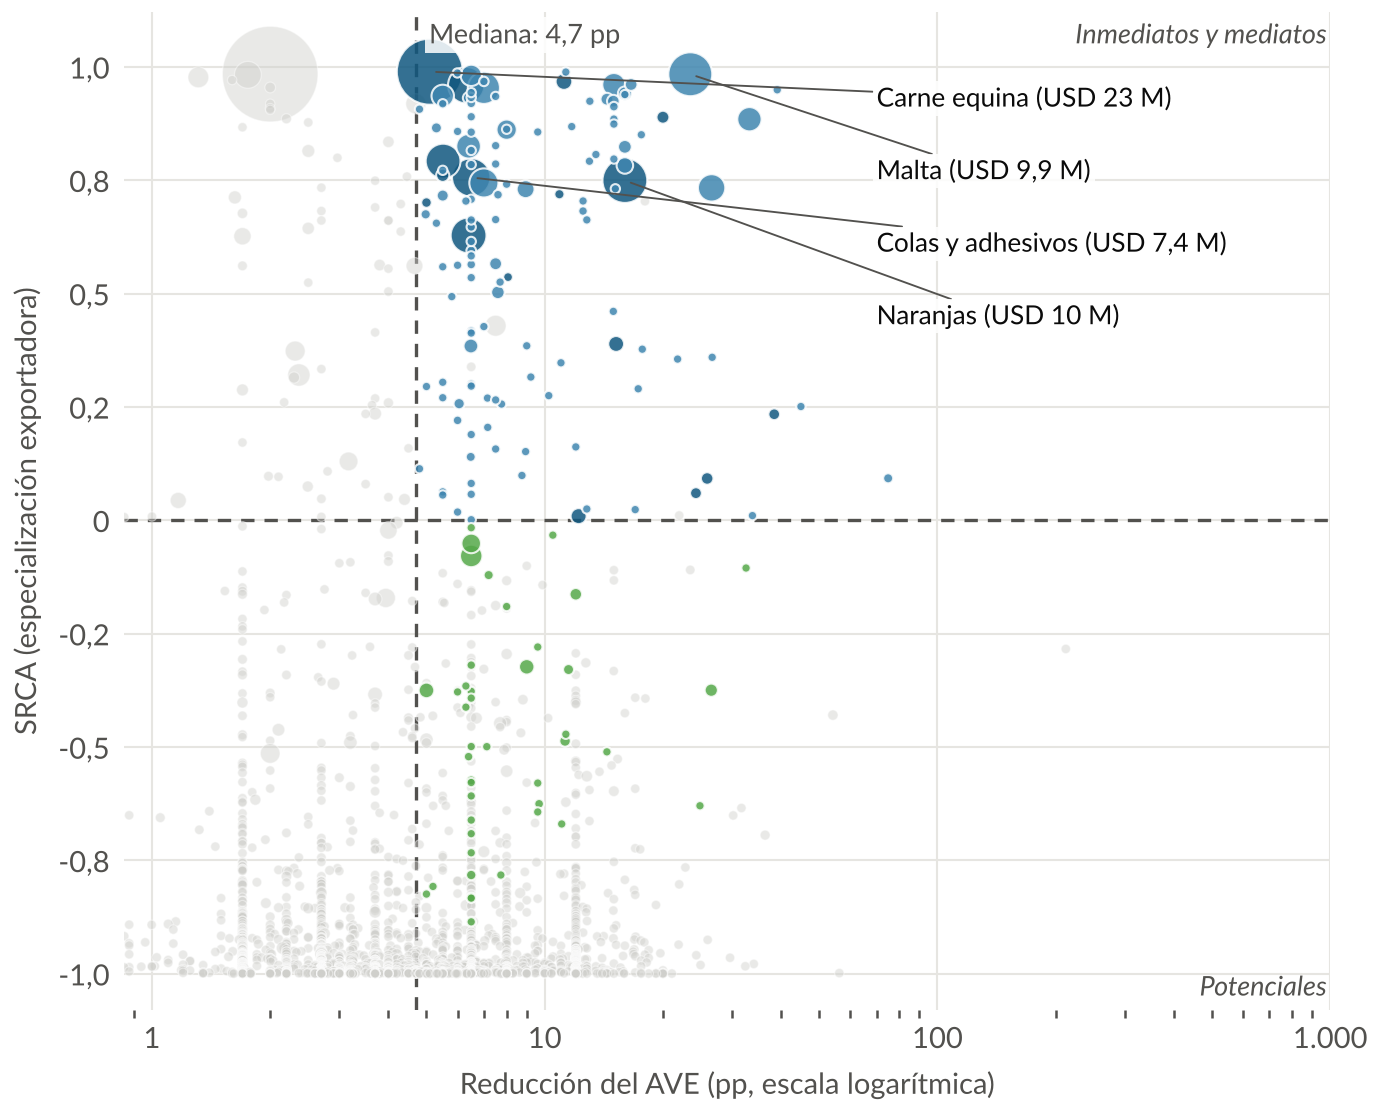 Mediana: 4,7 pp
Inmediatos y mediatos
1,0
Carne equina (USD 23 M)
Malta (USD 9,9 M)
0,8
Colas y adhesivos (USD 7,4 M)
0,5
Naranjas (USD 10 M)
0,2
0
-0,2
-0,5
-0,8
-1,0
SRCA (especialización exportadora)
Potenciales
1
10
100
1.000
Reducción del AVE (pp, escala logarítmica)